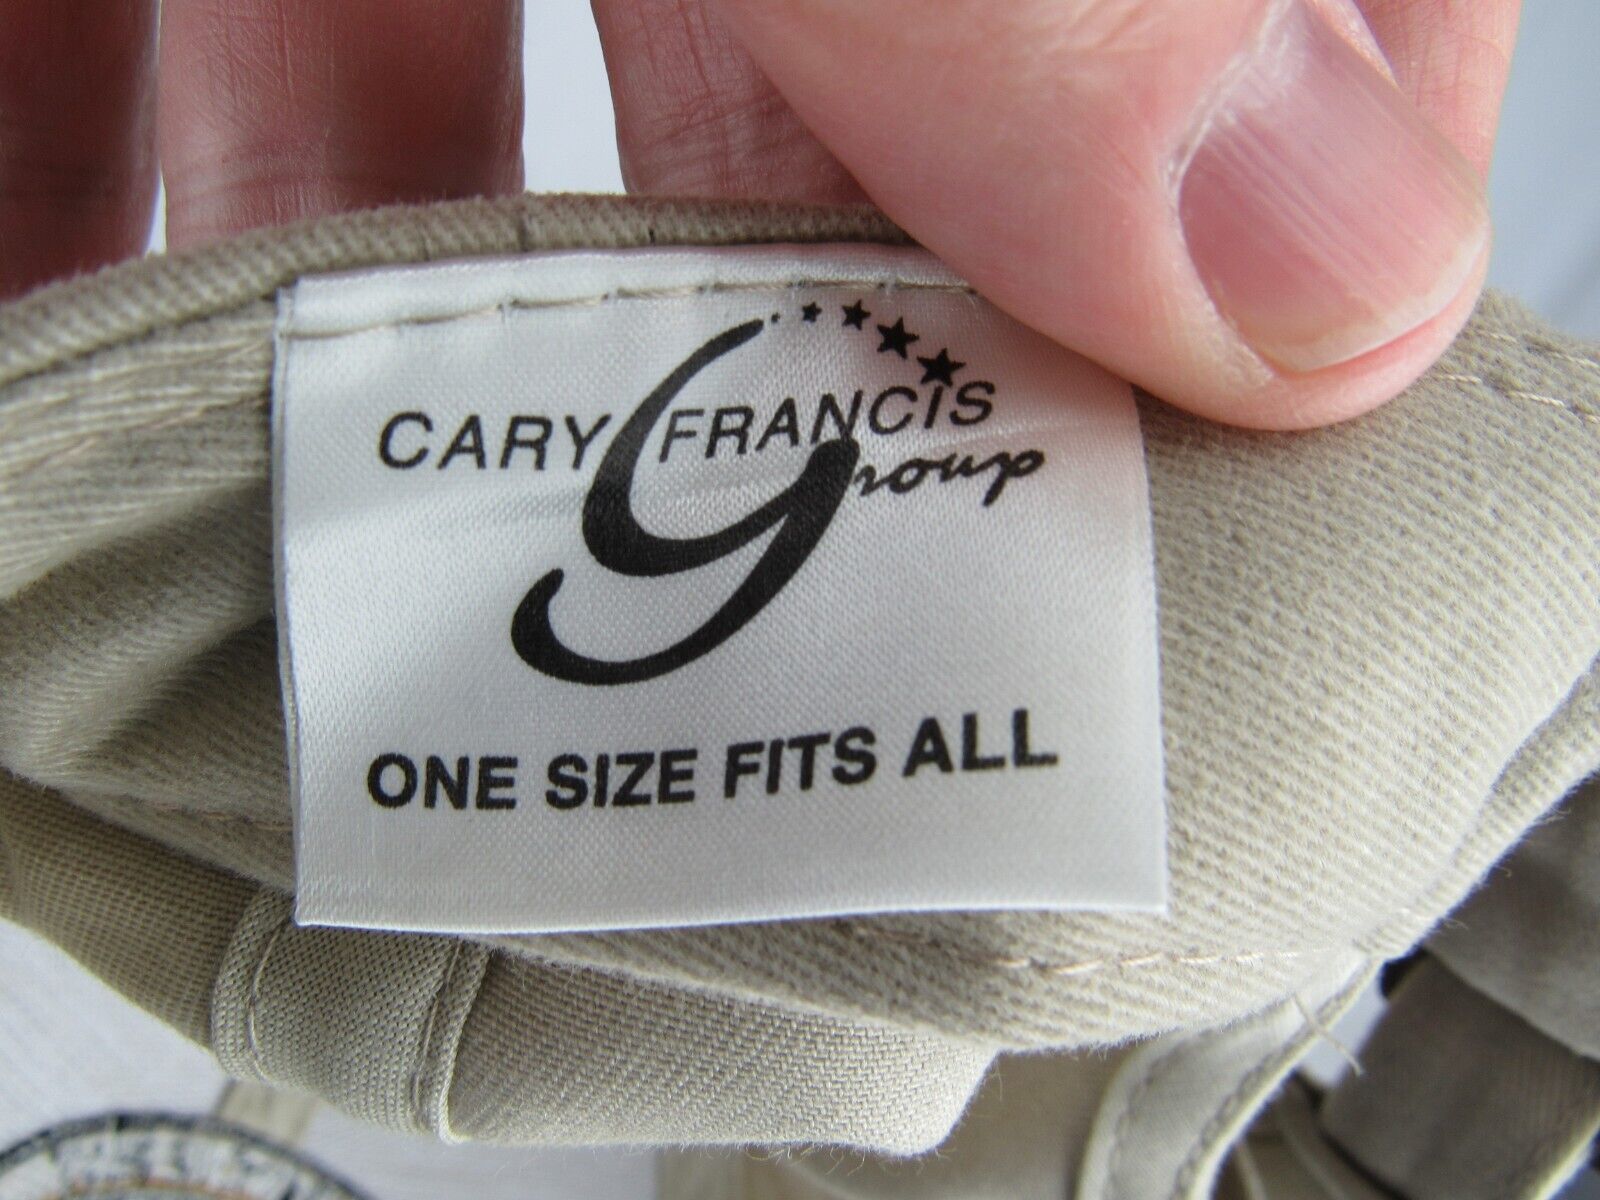 CARY FRANCIS
Group
ONE SIZE FITS ALL